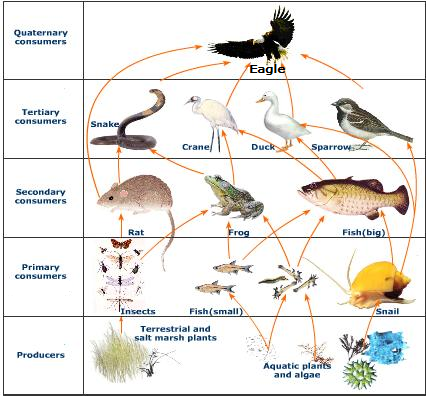 Quaternary
consumers
Eagle
Tertiary
consumers
Snake
Crane
Duck
Sparrow
Secondary
consumers
Rat
Frog
Fish(big)
Primary
consumers
Insects
Fish(small)
Snail
Producers
Terrestrial and
salt marsh plants
Aquatic plants
and algae